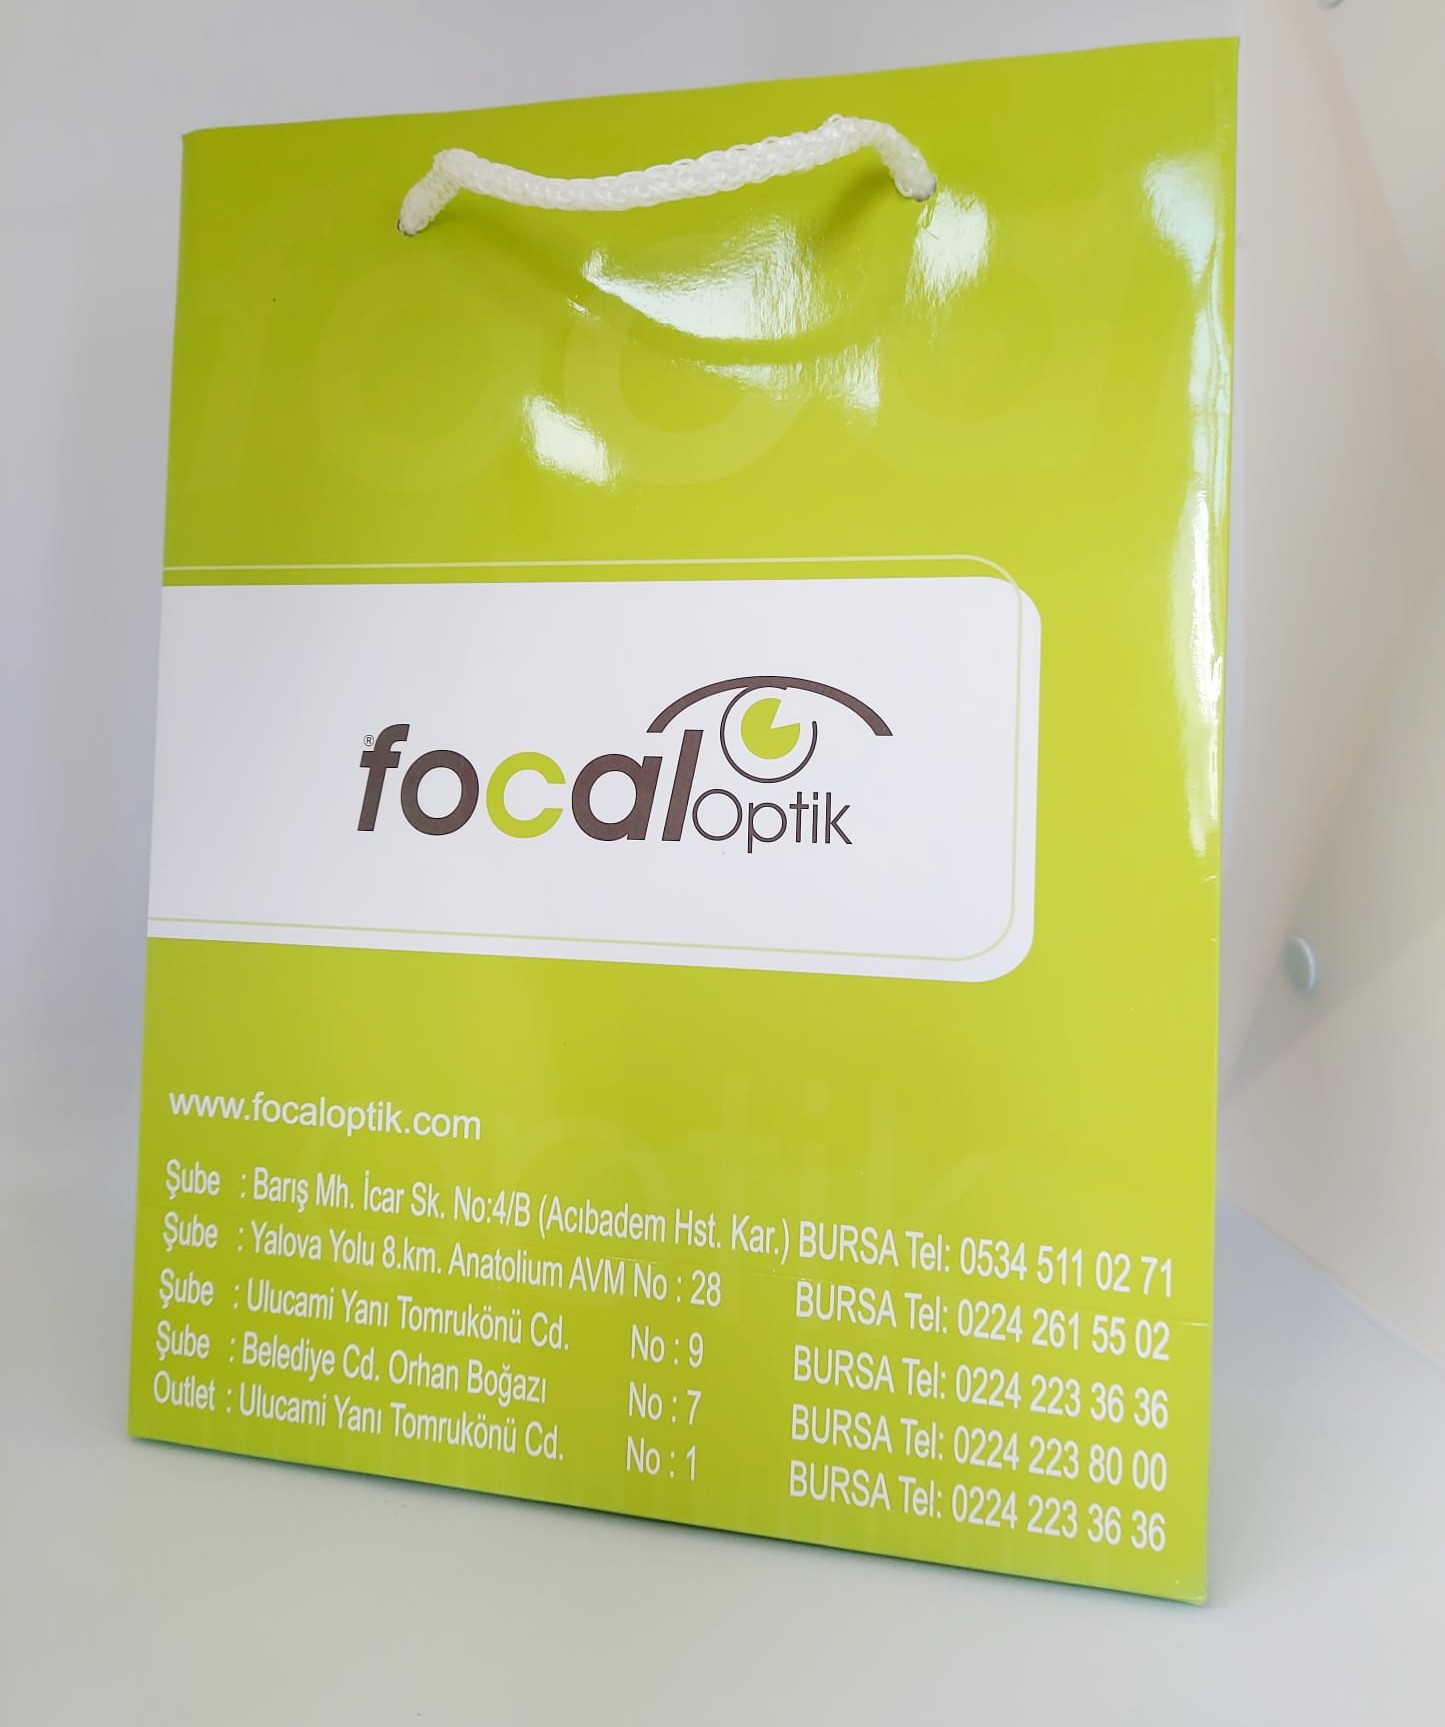 ® focal
Optik
www.focaloptik.com
Şube : Barış Mh. İcar Sk. No:4/B (Acıbadem Hst. Kar.) BURSA Tel: 0534 511 02 71
Şube : Yalova Yolu 8.km. Anatolium AVM No : 28 BURSA Tel: 0224 261 55 02
Şube : Ulucami Yanı Tomrukönü Cd. No : 9 BURSA Tel: 0224 223 36 36
Şube : Belediye Cd. Orhan Boğazı No : 7 BURSA Tel: 0224 223 80 00
Outlet : Ulucami Yanı Tomrukönü Cd. No : 1 BURSA Tel: 0224 223 36 36